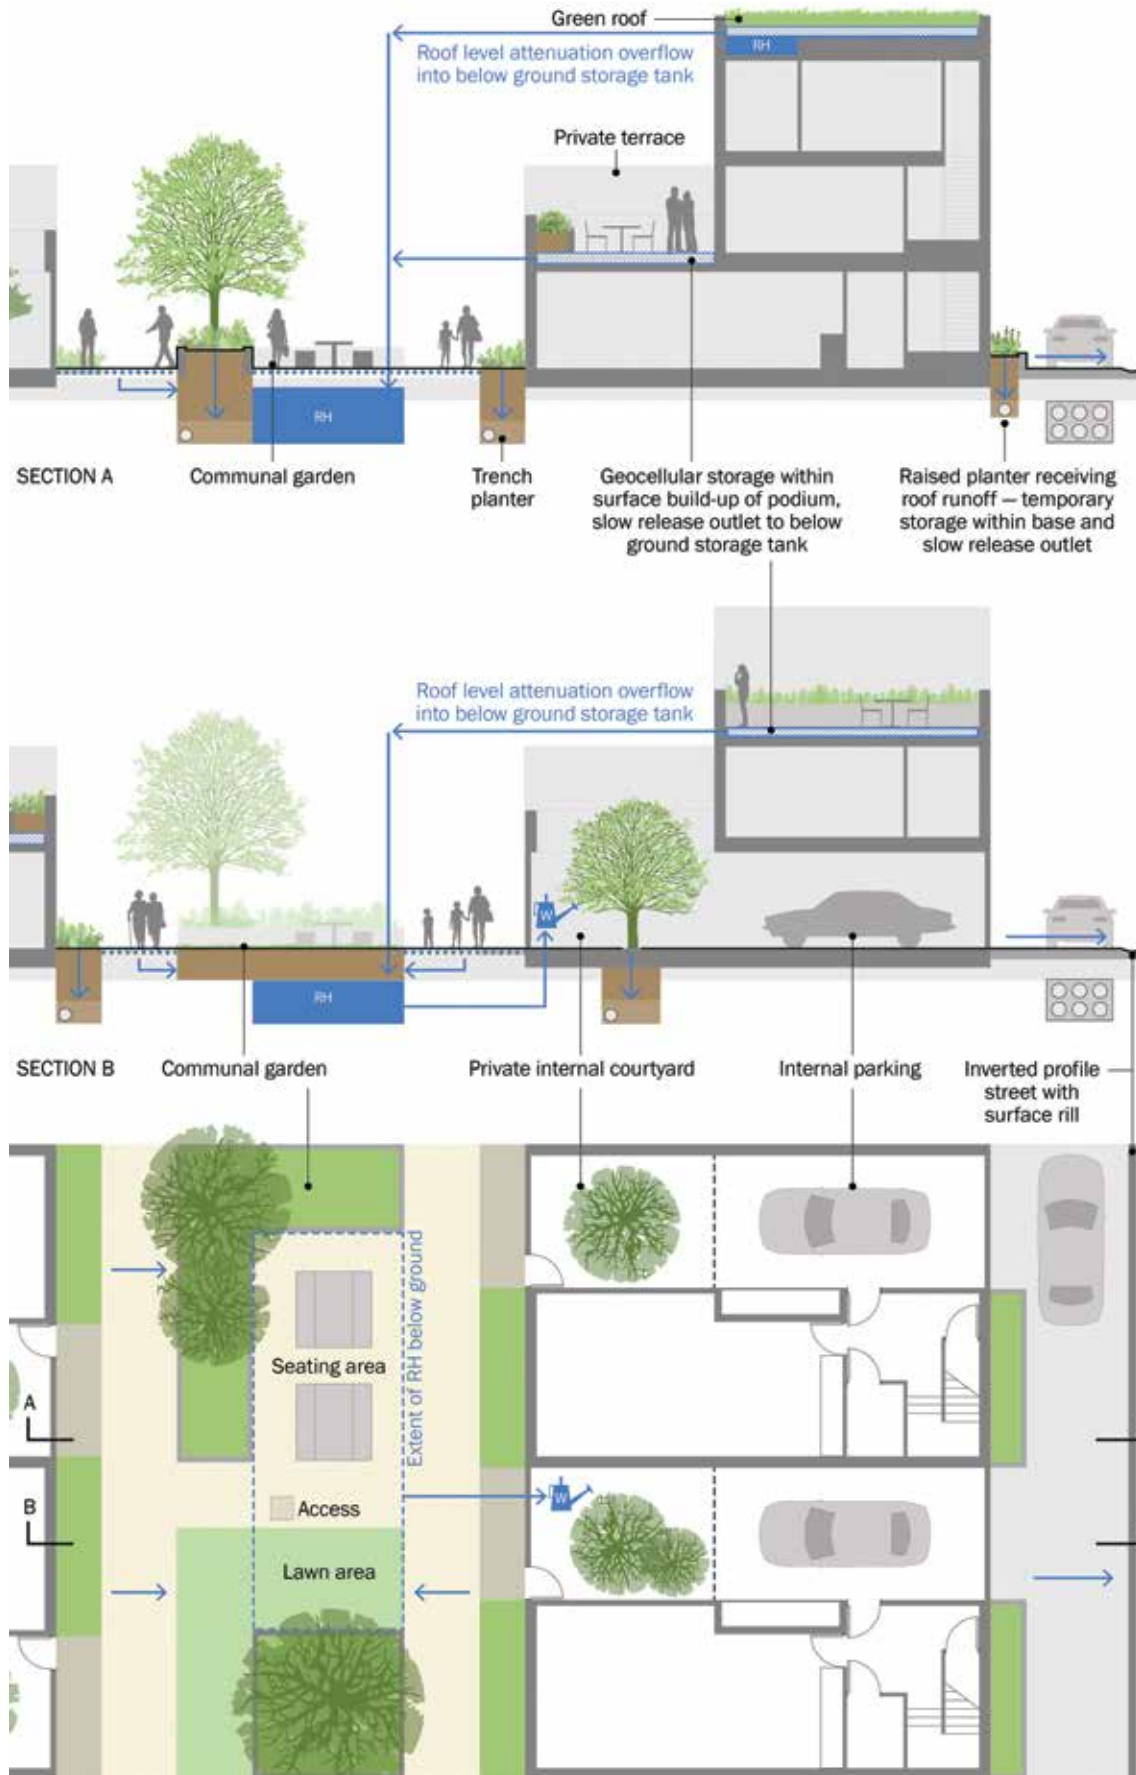 Green roof
RH
Roof level attenuation overflow
into below ground storage tank
Private terrace
RH
SECTION A
Communal garden
Trench
planter
Geocellular storage within
surface build-up of podium,
slow release outlet to below
ground storage tank
Raised planter receiving
roof runoff — temporary
storage within base and
slow release outlet
Roof level attenuation overflow
into below ground storage tank
W
RH
SECTION B
Communal garden
Private internal courtyard
Internal parking
Inverted profile
street with
surface rill
Extent of RH below ground
Seating area
A
B
W
Access
Lawn area